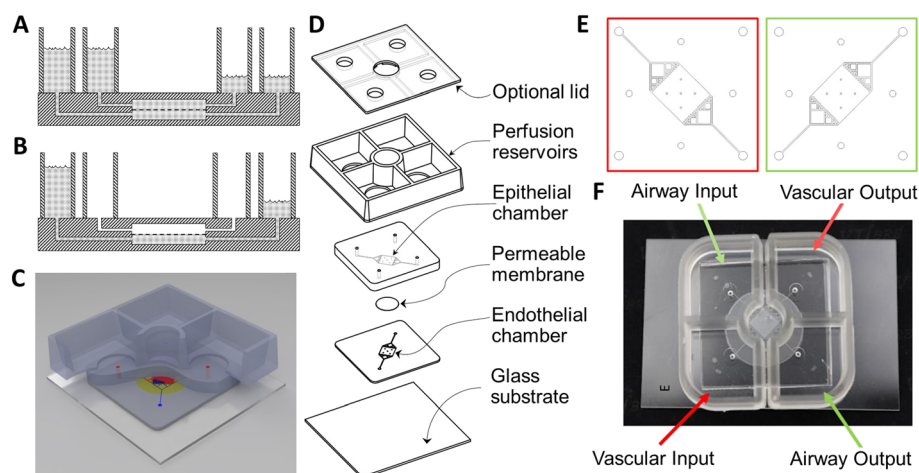 A
B
C
D
Optional lid
Perfusion
reservoirs
Epithelial
chamber
Permeable
membrane
Endothelial
chamber
Glass
substrate
E
Airway Input
Vascular Output
F
E
Vascular Input
Airway Output